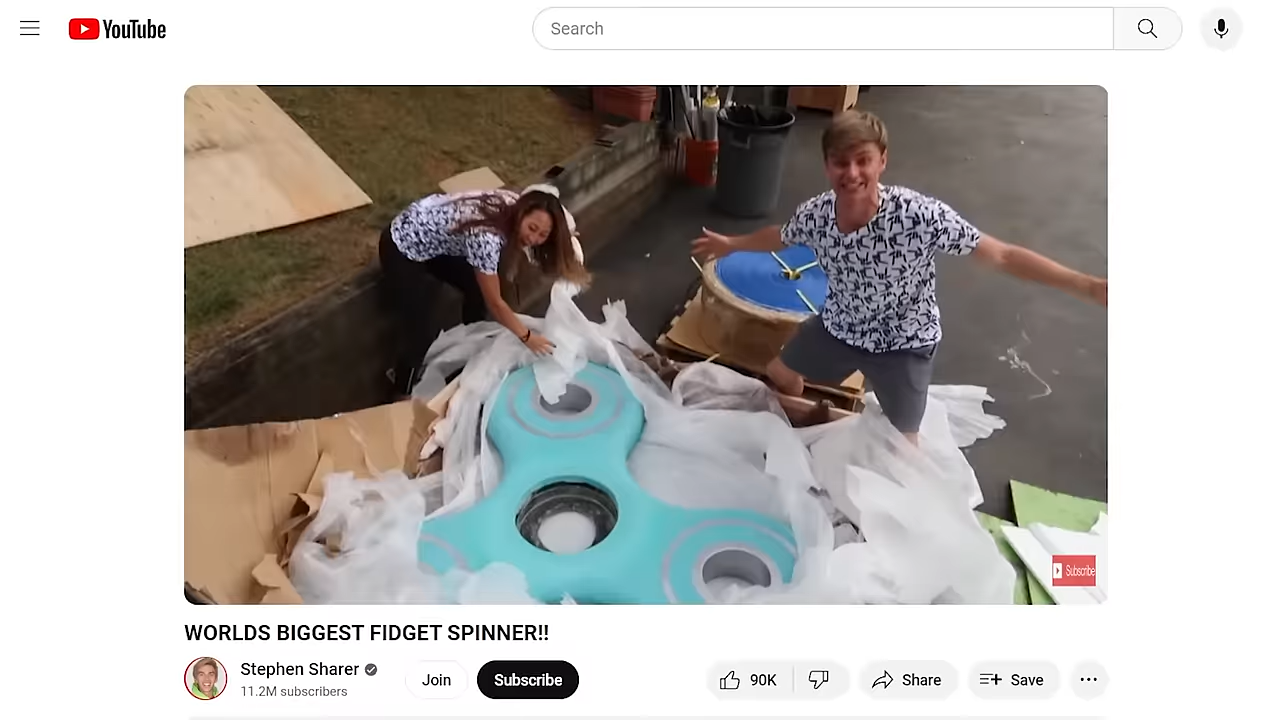 YouTube
Search
Subscribe
WORLDS BIGGEST FIDGET SPINNER!!
Stephen Sharer
11.2M subscribers
Join
Subscribe
90K
Share
Save